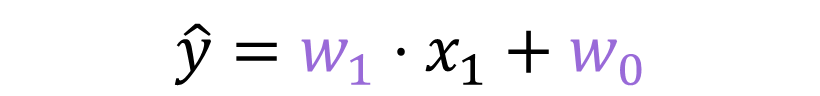 ŷ = w₁ · x₁ + w₀